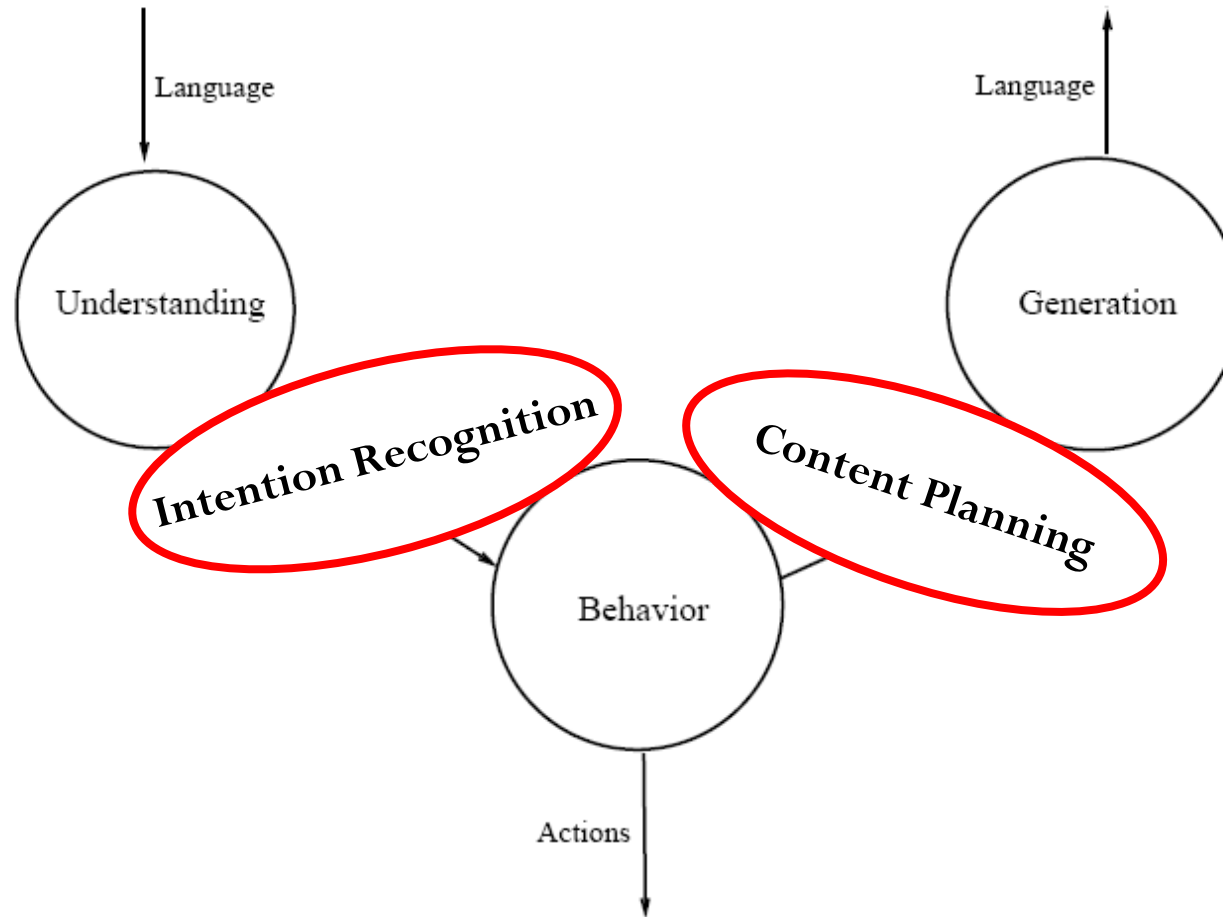 Language
Language
Understanding
Generation
Intention Recognition
Content Planning
Behavior
Actions